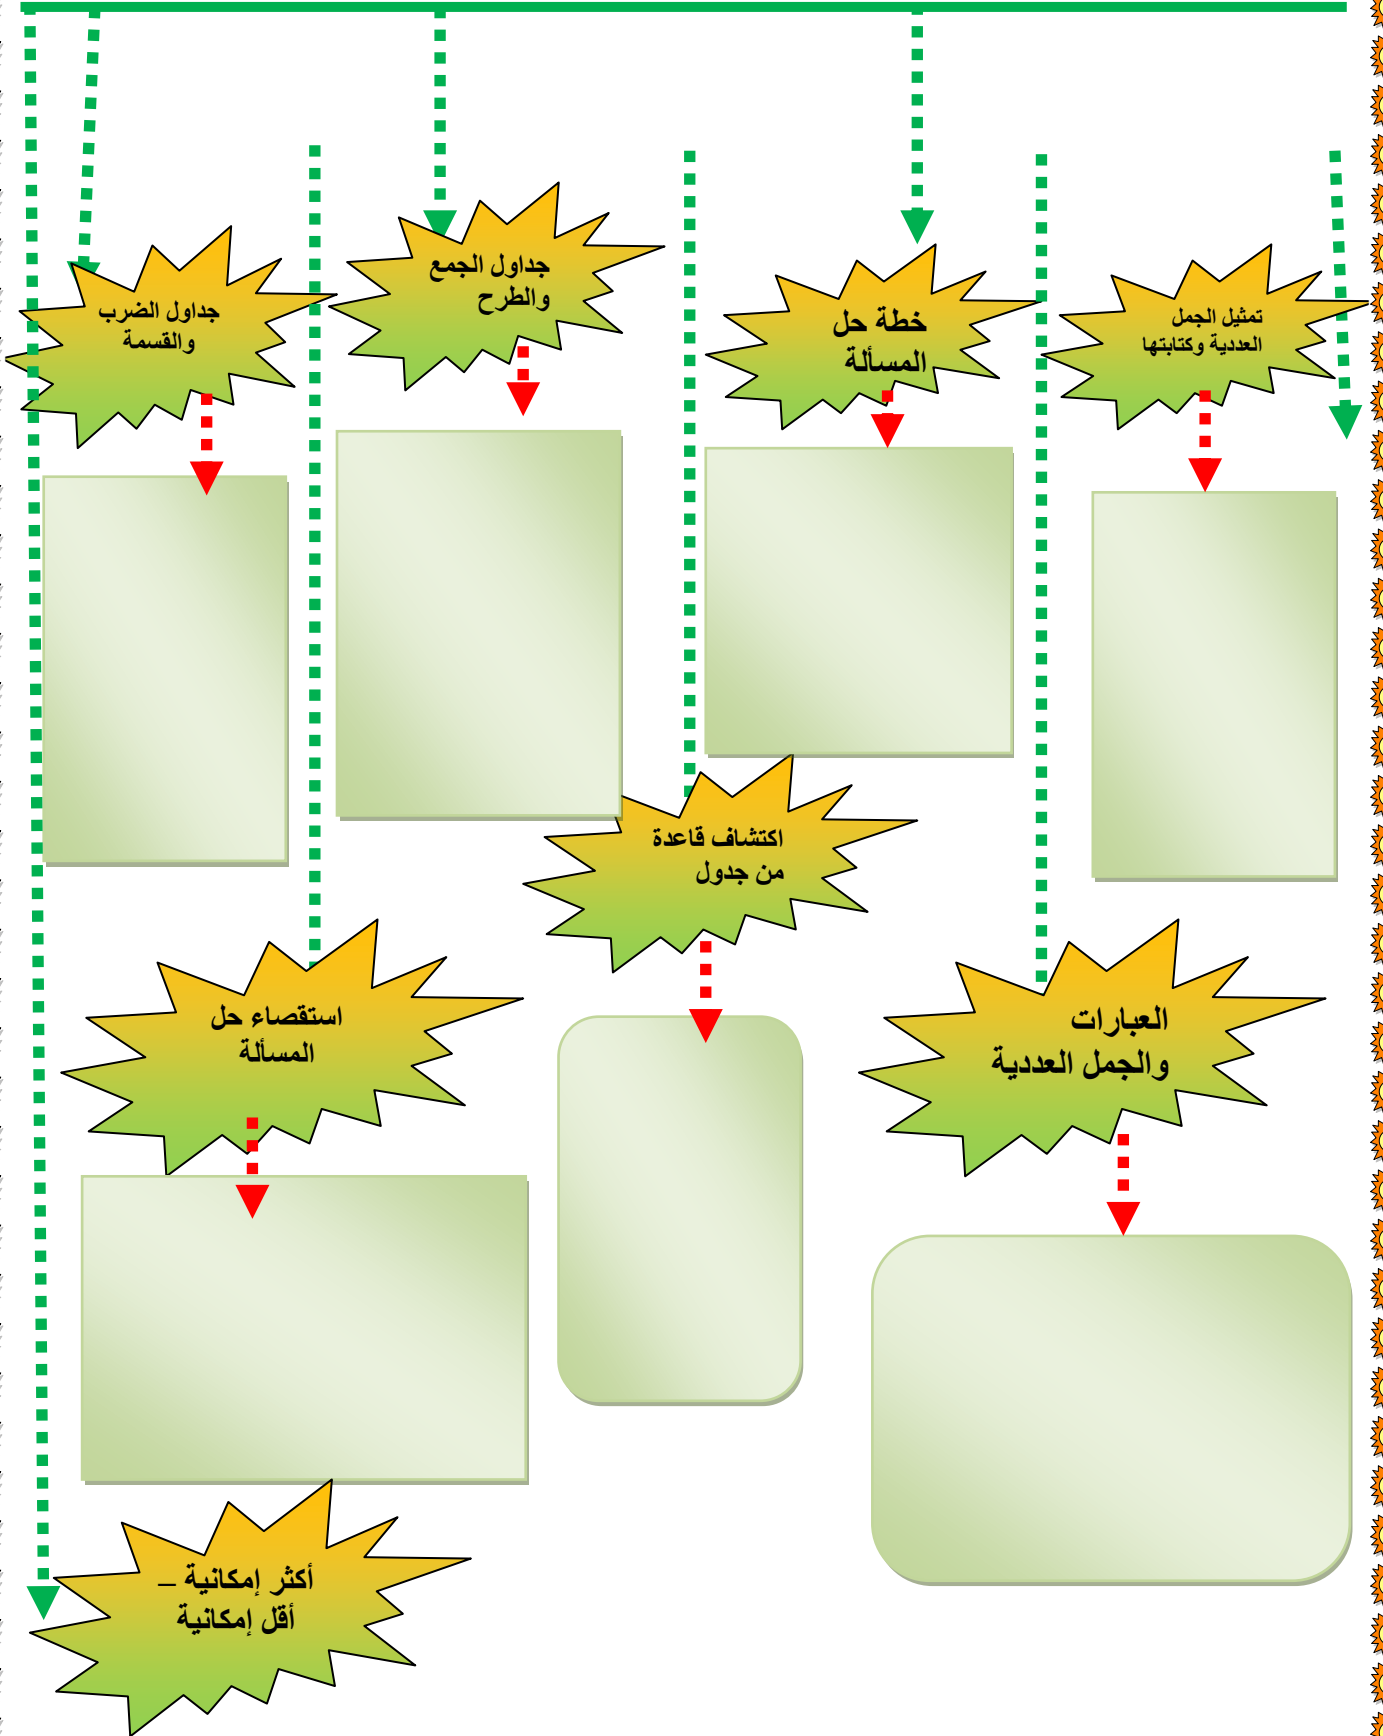 تمثيل الجمل
العددية وكتابتها
خطة حل
المسألة
جداول الجمع
والطرح
جداول الضرب
والقسمة
اكتشاف قاعدة
من جدول
العبارات
والجمل العددية
استقصاء حل
المسألة
أكثر إمكانية –
أقل إمكانية